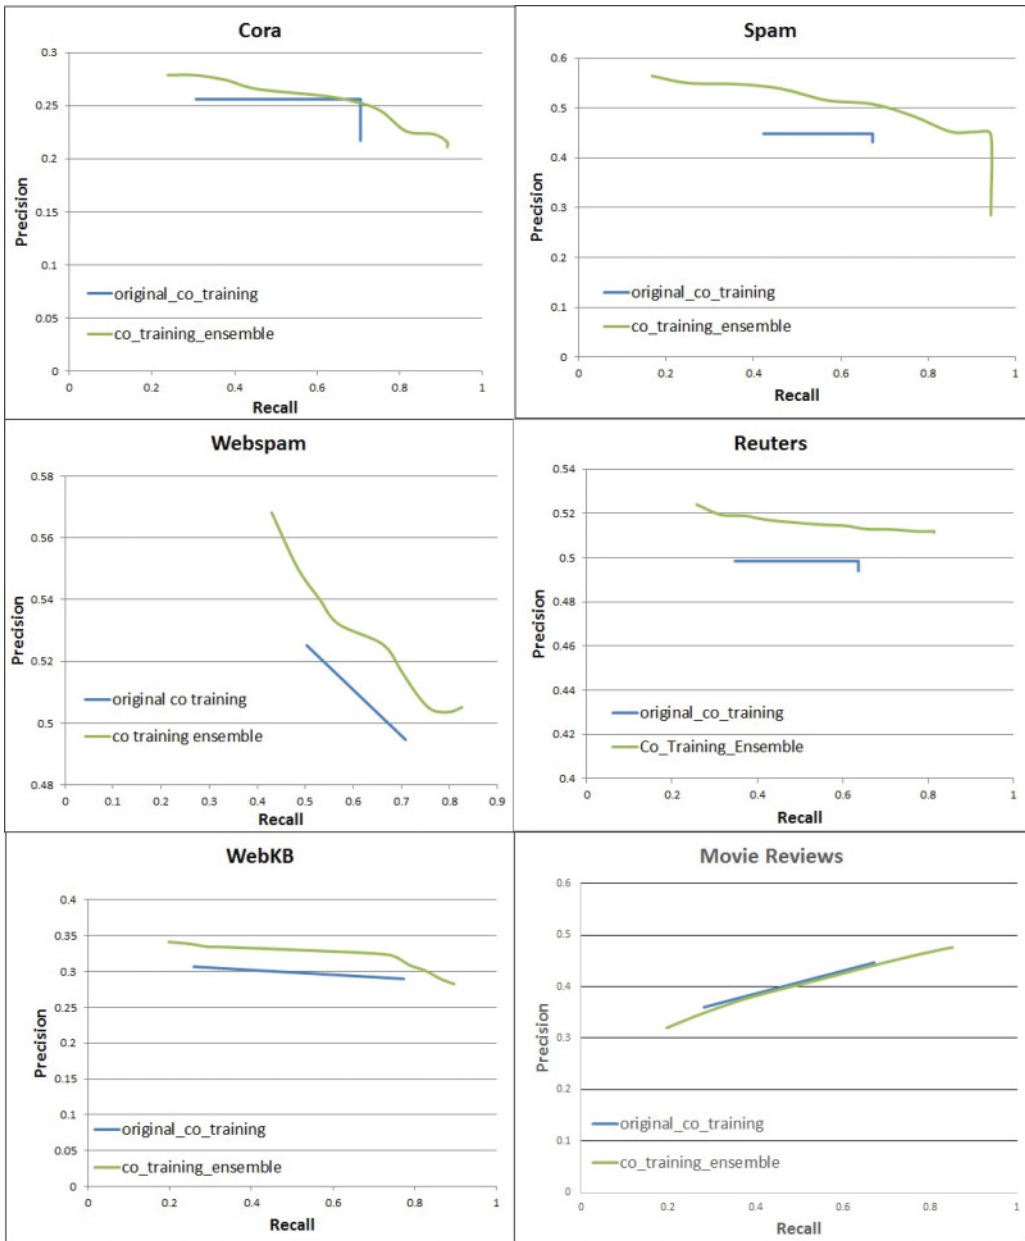 Cora
0.3
0.25
0.2
0.15
0.1
0.05
0
Precision
original_co_training
co_training_ensemble
0 0.2 0.4 0.6 0.8 1
Recall
Spam
0.6
0.5
0.4
0.3
0.2
0.1
0
Precision
original_co_training
co_training_ensemble
0 0.2 0.4 0.6 0.8 1
Recall
Webspam
0.58
0.56
0.54
0.52
0.5
0.48
Precision
original co training
co training ensemble
0 0.1 0.2 0.3 0.4 0.5 0.6 0.7 0.8 0.9
Recall
Reuters
0.54
0.52
0.5
0.48
0.46
0.44
0.42
0.4
Precision
original_co_training
Co_Training_Ensemble
0 0.2 0.4 0.6 0.8 1
Recall
WebKB
0.4
0.35
0.3
0.25
0.2
0.15
0.1
0.05
0
Precision
original_co_training
co_training_ensemble
0 0.2 0.4 0.6 0.8 1
Recall
Movie Reviews
0.6
0.5
0.4
0.3
0.2
0.1
0
Precision
original_co_training
co_training_ensemble
0 0.2 0.4 0.6 0.8 1
Recall